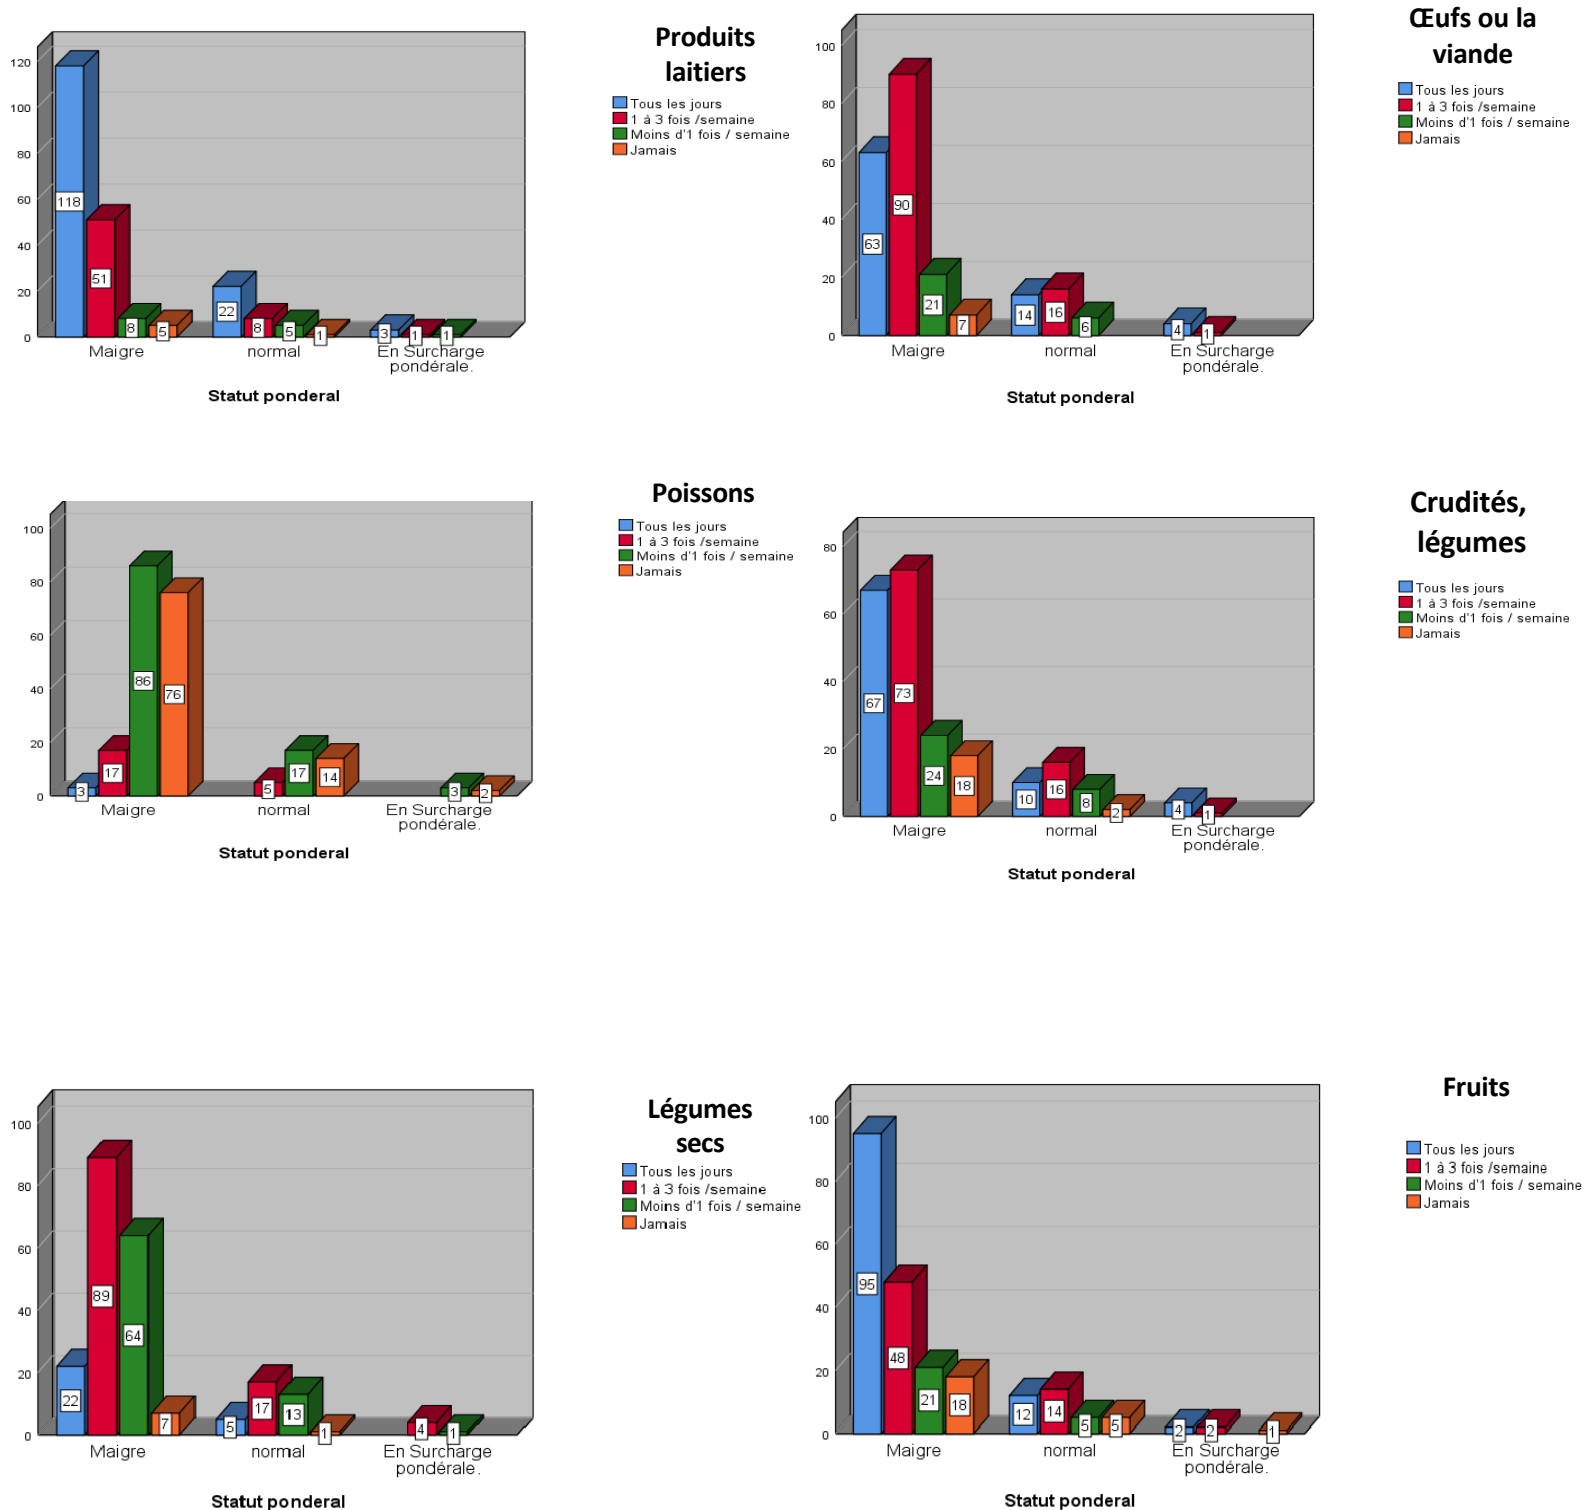 Produits
laitiers
Tous les jours
1 à 3 fois /semaine
Moins d'1 fois / semaine
Jamais
120
100
80
60
40
20
0
118
51
8
5
22
8
5
1
3
1
1
Maigre
normal
En Surcharge
pondérale.
Statut ponderal
Œufs ou la
viande
Tous les jours
1 à 3 fois /semaine
Moins d'1 fois / semaine
Jamais
100
80
60
40
20
0
63
90
21
7
14
16
6
4
1
Maigre
normal
En Surcharge
pondérale.
Statut ponderal
Poissons
Tous les jours
1 à 3 fois /semaine
Moins d'1 fois / semaine
Jamais
100
80
60
40
20
0
3
17
86
76
5
17
14
3
2
Maigre
normal
En Surcharge
pondérale.
Statut ponderal
Crudités,
légumes
Tous les jours
1 à 3 fois /semaine
Moins d'1 fois / semaine
Jamais
80
60
40
20
0
67
73
24
18
10
16
8
2
4
1
Maigre
normal
En Surcharge
pondérale.
Statut ponderal
Légumes
secs
Tous les jours
1 à 3 fois /semaine
Moins d'1 fois / semaine
Jamais
100
80
60
40
20
0
22
89
64
7
5
17
13
1
4
1
Maigre
normal
En Surcharge
pondérale.
Statut ponderal
Fruits
Tous les jours
1 à 3 fois /semaine
Moins d'1 fois / semaine
Jamais
100
80
60
40
20
0
95
48
21
18
12
14
5
5
2
2
1
Maigre
normal
En Surcharge
pondérale.
Statut ponderal